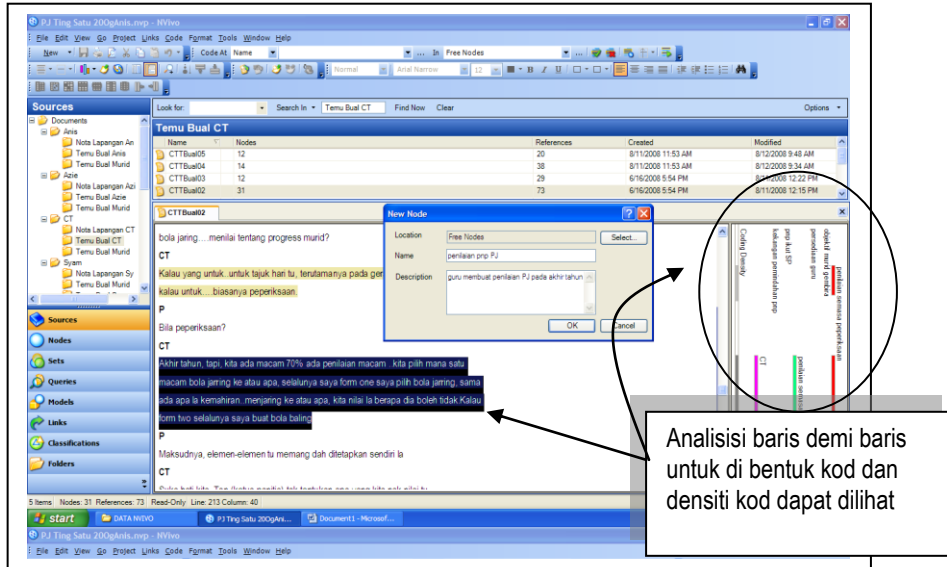 PJ Ting Satu 200gAnis.nvp - NVivo
File Edit View Go Project Links Code Format Tools Window Help
New Code At Name ... In Free Nodes ...
Normal Arial Narrow 12 B I U
Sources
Look for: Search In Temu Bual CT Find Now Clear Options
Documents
Anis
Nota Lapangan An
Temu Bual Anis
Temu Bual Murid
Azie
Nota Lapangan Azi
Temu Bual Azie
Temu Bual Murid
CT
Nota Lapangan CT
Temu Bual CT
Temu Bual Murid
Syam
Nota Lapangan Sy
Temu Bual Murid
Sources
Nodes
Sets
Queries
Models
Links
Classifications
Folders
Temu Bual CT
Name Nodes References Created Modified
CTTBual05 12 20 8/11/2008 11:53 AM 8/12/2008 9:48 AM
CTTBual04 14 38 8/11/2008 11:53 AM 8/12/2008 9:34 AM
CTTBual03 12 29 6/16/2008 5:54 PM 12:22 PM
CTTBual02 31 73 6/16/2008 5:54 PM 8/11/2008 12:15 PM
CTTBual02
bola jaring....menilai tentang progress murid?
CT
Kalau yang untuk..untuk tajuk hari tu, terutamanya pada ger
kalau untuk.....biasanya peperiksaan.
P
Bila peperiksaan?
CT
Akhir tahun, tapi, kita ada macam 70% ada penilaian macam ..kita pilih mana satu
macam bola jarring ke atau apa, selalunya saya form one saya pilih bola jarring, sama
ada apa la kemahiran..menjaring ke atau apa, kita nilai la berapa dia boleh tidak.Kalau
form two selalunya saya buat bola baling
P
Maksudnya, elemen-elemen tu memang dah ditetapkan sendiri la
CT
New Node
Location Free Nodes Select...
Name penilaian pnp PJ
Description guru membuat penilaian PJ pada akhir tahun
OK Cancel
Coding Density
kekangan pemindahan pnp
pnp ikut SP
persediaan guru
objektif murid gembira
penilaian semasa peperiksaan
CT
penilaian semas
Analisisi baris demi baris
untuk di bentuk kod dan
densiti kod dapat dilihat
5 Items Nodes: 31 References: 73 Read-Only Line: 213 Column: 40
start DATA NVIVO PJ Ting Satu 200gAni... Document1 - Microsof...
PJ Ting Satu 200gAnis.nvp - NVivo
File Edit View Go Project Links Code Format Tools Window Help